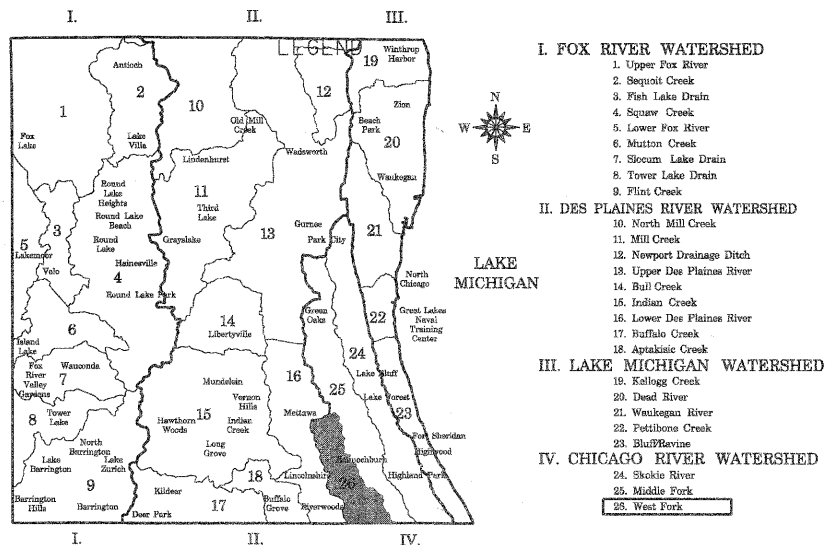 I. II. III.
LEGEND
19 Winthrop
Harbor
Antioch
1 2 10 12
Zion
Old Mill
Creek
Beach
Park
20
Fox
Lake
Lake
Villa
Wadsworth
Lindenhurst
Waukegan
Round
Lake
Heights
11
Third
Lake
Round Lake
Beach
3
Gurnee
Park City
21
5
Lakemoor
Round
Lake
Grayslake
13
Volo
Hainesville
4
North
Chicago
Round Lake Park
Green
Oaks
22
Great Lakes
Naval
Training
Center
6
14
Libertyville
Island
Lake
24
Fox
River
Valley
Gardens
Wauconda
7
Lake Bluff
Mundelein
16
25
Vernon
Hills
Lake Forest
8
Tower
Lake
Hawthorn
Woods
15
Indian
Creek
Mettawa
23
North
Barrington
Long
Grove
Fort Sheridan
Lake
Barrington
Lake
Zurich
Bannockburn
Highwood
18
Lincolnshire
26
Highland Park
9
Barrington
Hills
Barrington
Kildeer
Deer Park
17
Buffalo
Grove
Riverwoods
I. II. IV.
N
W E
S
LAKE
MICHIGAN
I. FOX RIVER WATERSHED
1. Upper Fox River
2. Sequoit Creek
3. Fish Lake Drain
4. Squaw Creek
5. Lower Fox River
6. Mutton Creek
7. Slocum Lake Drain
8. Tower Lake Drain
9. Flint Creek
II. DES PLAINES RIVER WATERSHED
10. North Mill Creek
11. Mill Creek
12. Newport Drainage Ditch
13. Upper Des Plaines River
14. Bull Creek
15. Indian Creek
16. Lower Des Plaines River
17. Buffalo Creek
18. Aptakisic Creek
III. LAKE MICHIGAN WATERSHED
19. Kellogg Creek
20. Dead River
21. Waukegan River
22. Pettibone Creek
23. Bluff/Ravine
IV. CHICAGO RIVER WATERSHED
24. Skokie River
25. Middle Fork
26. West Fork